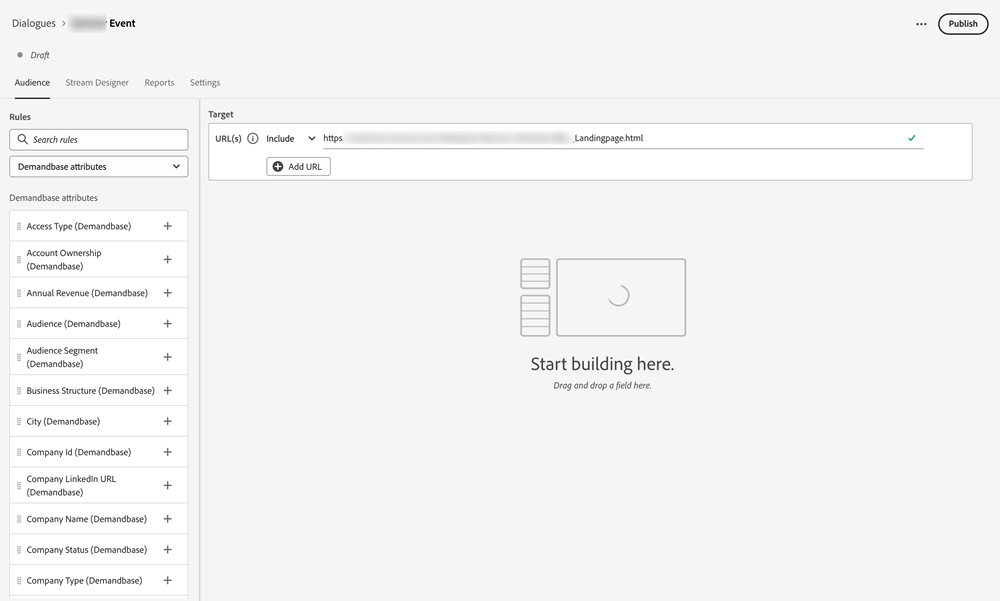 Dialogues > Event
Publish
Draft
Audience Stream Designer Reports Settings
Rules
Search rules
Demandbase attributes
Demandbase attributes
Access Type (Demandbase)
Account Ownership
(Demandbase)
Annual Revenue (Demandbase)
Audience (Demandbase)
Audience Segment
(Demandbase)
Business Structure (Demandbase)
City (Demandbase)
Company Id (Demandbase)
Company LinkedIn URL
(Demandbase)
Company Name (Demandbase)
Company Status (Demandbase)
Company Type (Demandbase)
Target
URL(s) Include https _Landingpage.html
Add URL
Start building here.
Drag and drop a field here.